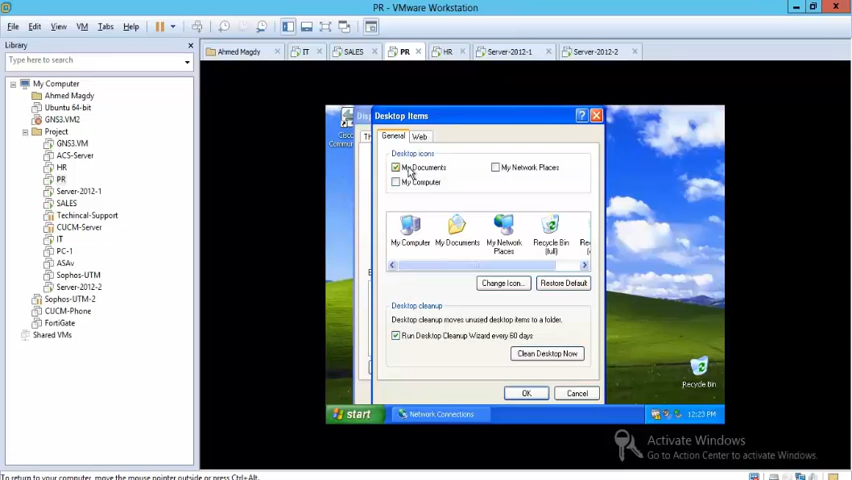 PR - VMware Workstation
File Edit View VM Tabs Help
Library
Type here to search
My Computer
Ahmed Magdy
Ubuntu 64-bit
GNS3.VM2
Project
GNS3.VM
ACS-Server
HR
PR
Server-2012-1
SALES
Techincal-Support
CUCM-Server
IT
PC-1
ASAv
Sophos-UTM
Server-2012-2
Sophos-UTM-2
CUCM-Phone
FortiGate
Shared VMs
Ahmed Magdy IT SALES PR HR Server-2012-1 Server-2012-2
Cisco
Desktop Items
General Web
Desktop icons
My Documents My Network Places
My Computer
My Computer My Documents My Network Places Recycle Bin (full)
Change Icon... Restore Default
Desktop cleanup
Desktop cleanup moves unused desktop items to a folder.
Run Desktop Cleanup Wizard every 60 days
Clean Desktop Now
OK Cancel
Recycle Bin
start Network Connections 12:23 PM
Activate Windows
Go to Action Center to activate Windows.
To return to your computer, move the mouse pointer outside or press Ctrl+Alt.